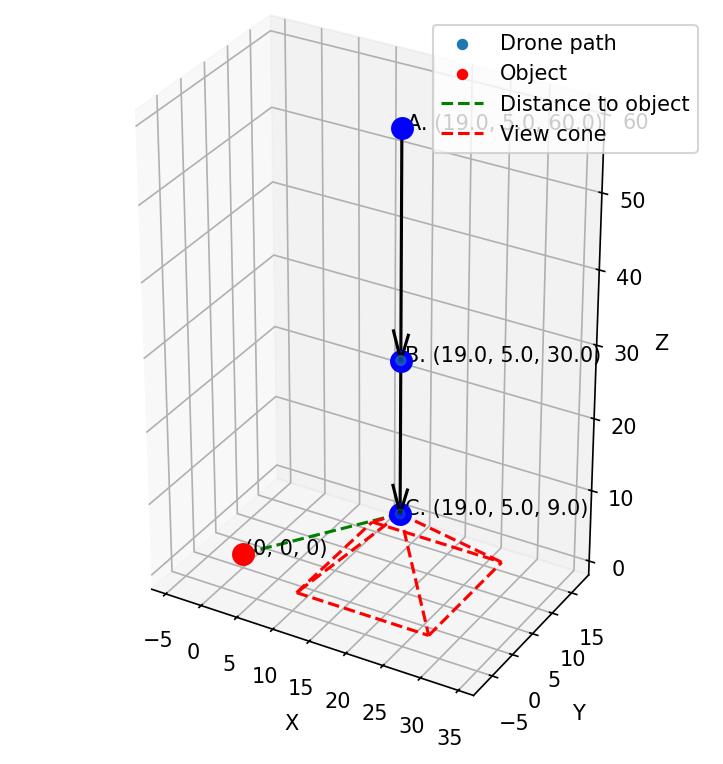 Drone path
Object
Distance to object
View cone
A. (19.0, 5.0, 60.0)
60
50
40
Z
30
B. (19.0, 5.0, 30.0)
20
10
C. (19.0, 5.0, 9.0)
0
(0, 0, 0)
−5
0
5
10
15
20
25
30
35
X
−5
0
5
10
15
Y